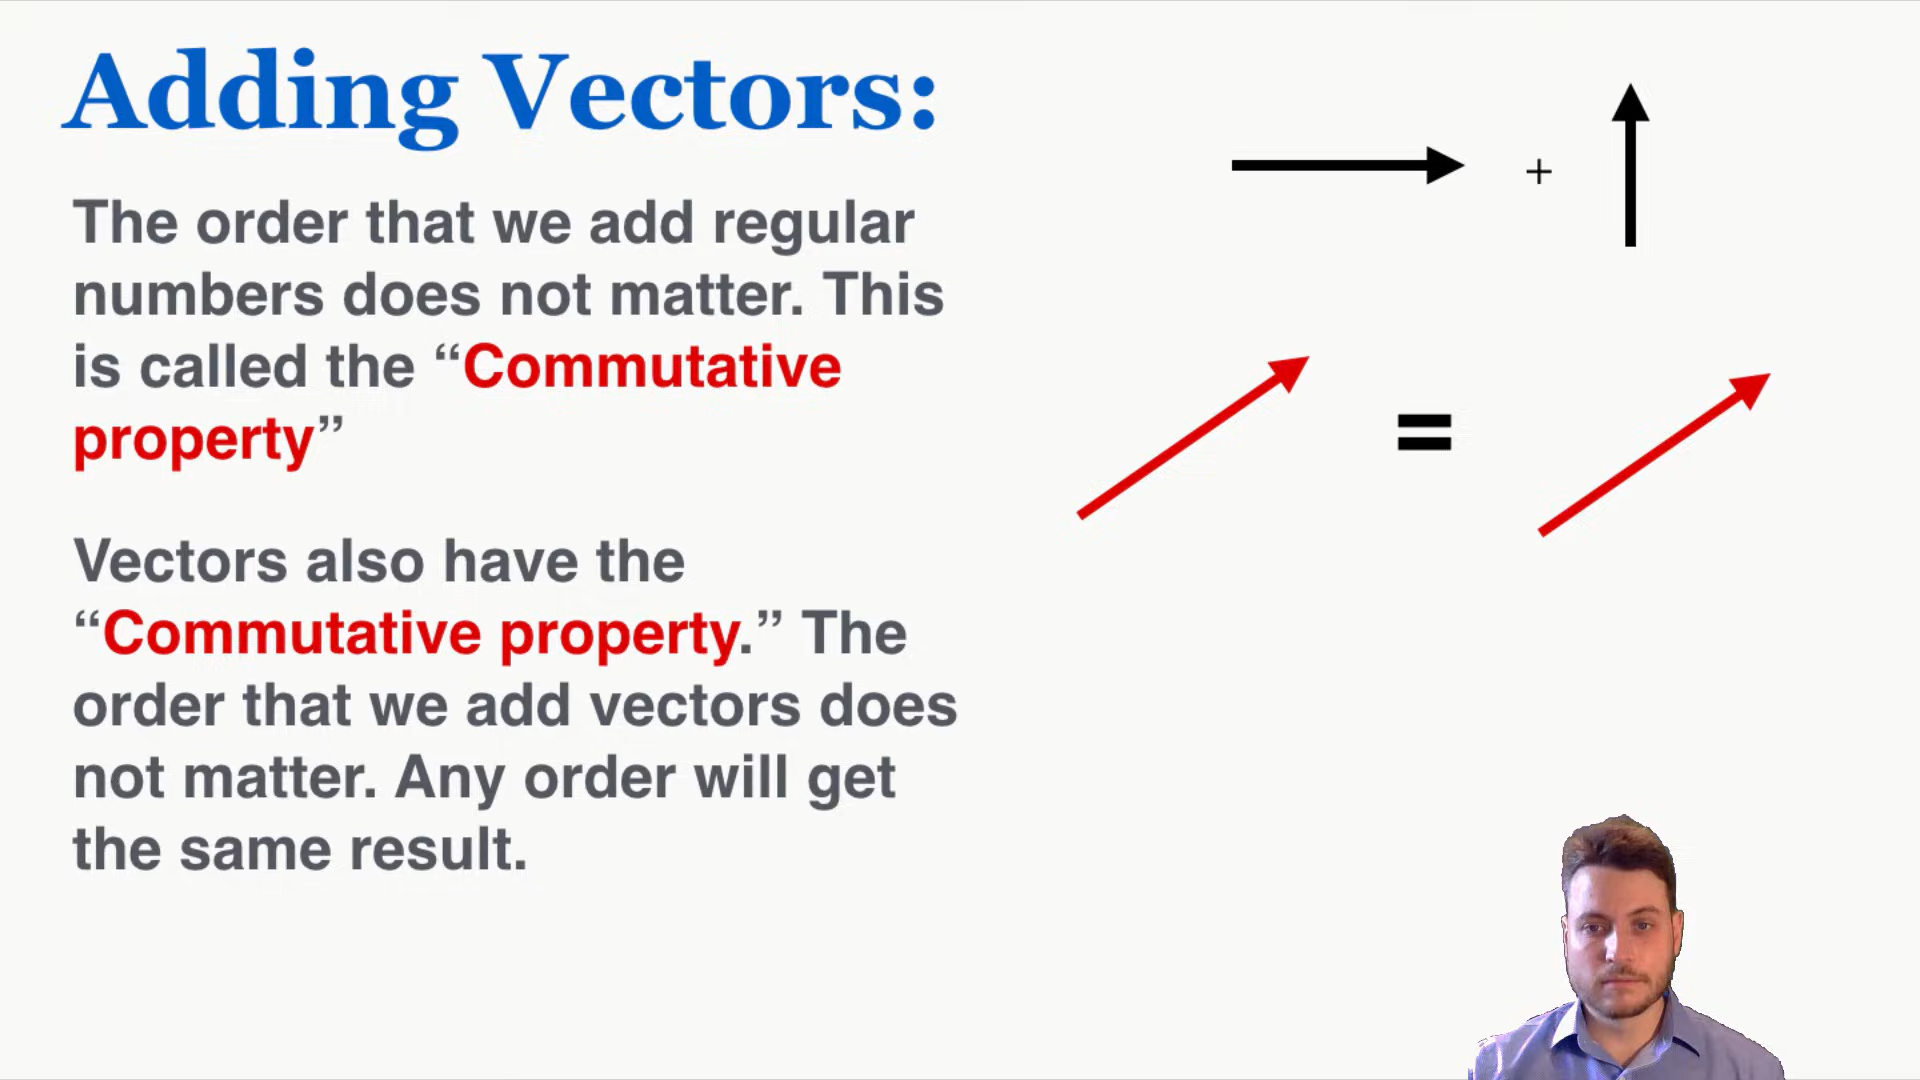 Adding Vectors:
The order that we add regular
numbers does not matter. This
is called the “Commutative
property”
Vectors also have the
“Commutative property.” The
order that we add vectors does
not matter. Any order will get
the same result.
+
=